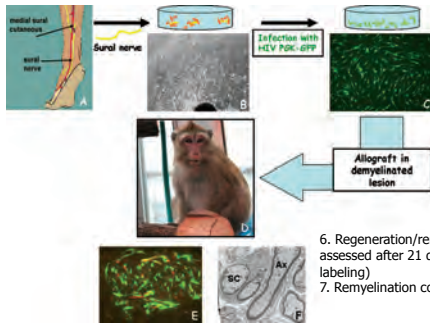 medial sural
cutaneous
sural
nerve
A
Sural nerve
B
Infection with
HIV PGK-GFP
C
Allograft in
demyelinated
lesion
D
E
SC
Ax
F
6. Regeneration/re
assessed after 21 d
labeling)
7. Remyelination co